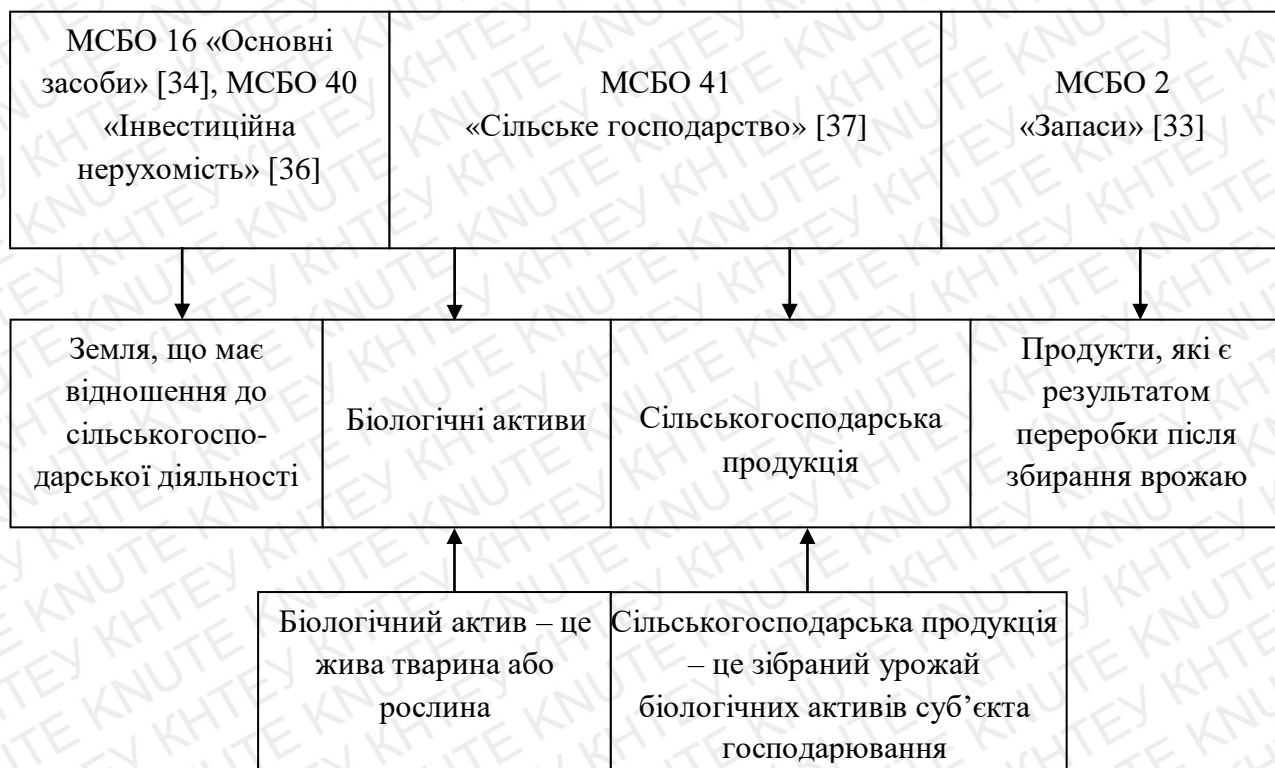 МСБО 16 «Основні
засоби» [34], МСБО 40
«Інвестиційна
нерухомість» [36]
МСБО 41
«Сільське господарство» [37]
МСБО 2
«Запаси» [33]
Земля, що має
відношення до
сільськогоспо-
дарської діяльності
Біологічні активи
Сільськогосподарська
продукція
Продукти, які є
результатом
переробки після
збирання врожаю
Біологічний актив – це
жива тварина або
рослина
Сільськогосподарська продукція
– це зібраний урожай
біологічних активів суб’єкта
господарювання